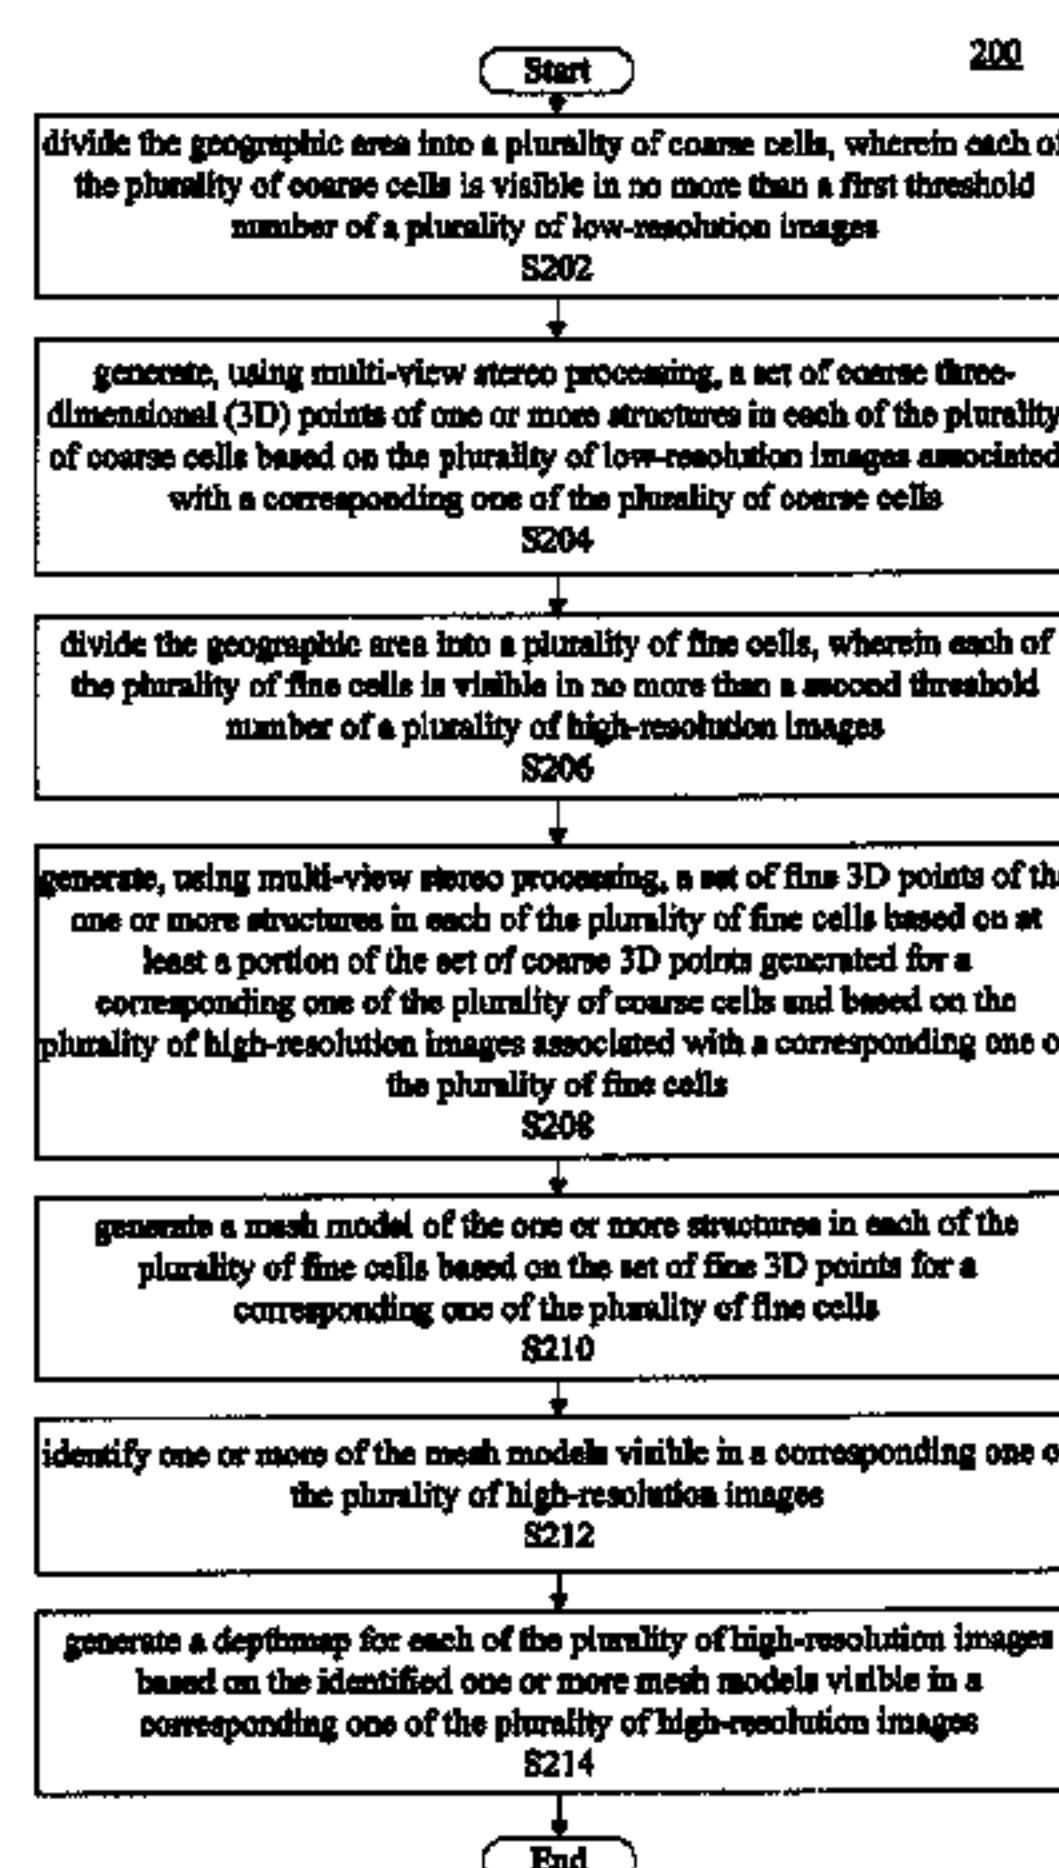 200
Start
divide the geographic area into a plurality of coarse cells, wherein each of
the plurality of coarse cells is visible in no more than a first threshold
number of a plurality of low-resolution images
S202
generate, using multi-view stereo processing, a set of coarse three-
dimensional (3D) points of one or more structures in each of the plurality
of coarse cells based on the plurality of low-resolution images associated
with a corresponding one of the plurality of coarse cells
S204
divide the geographic area into a plurality of fine cells, wherein each of
the plurality of fine cells is visible in no more than a second threshold
number of a plurality of high-resolution images
S206
generate, using multi-view stereo processing, a set of fine 3D points of the
one or more structures in each of the plurality of fine cells based on at
least a portion of the set of coarse 3D points generated for a
corresponding one of the plurality of coarse cells and based on the
plurality of high-resolution images associated with a corresponding one of
the plurality of fine cells
S208
generate a mesh model of the one or more structures in each of the
plurality of fine cells based on the set of fine 3D points for a
corresponding one of the plurality of fine cells
S210
identify one or more of the mesh models visible in a corresponding one of
the plurality of high-resolution images
S212
generate a depthmap for each of the plurality of high-resolution images
based on the identified one or more mesh models visible in a
corresponding one of the plurality of high-resolution images
S214
End